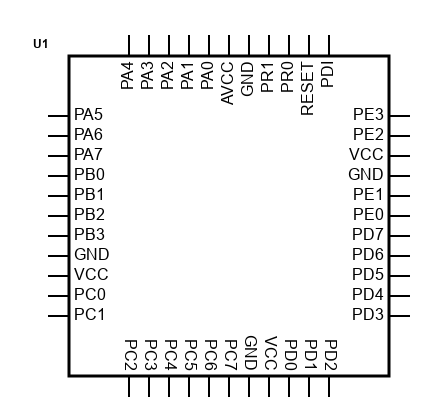 U1
PA4 PA3 PA2 PA1 PA0 AVCC GND PR1 PR0 RESET PDI
PA5 PE3
PA6 PE2
PA7 VCC
PB0 GND
PB1 PE1
PB2 PE0
PB3 PD7
GND PD6
VCC PD5
PC0 PD4
PC1 PD3
PC2 PC3 PC4 PC5 PC6 PC7 GND VCC PD0 PD1 PD2